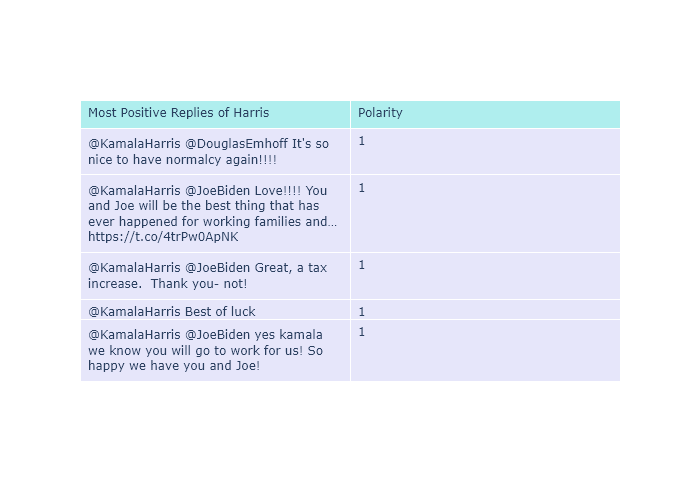 Most Positive Replies of Harris Polarity
@KamalaHarris @DouglasEmhoff It's so 1
nice to have normalcy again!!!!
@KamalaHarris @JoeBiden Love!!!! You 1
and Joe will be the best thing that has
ever happened for working families and…
https://t.co/4trPw0ApNK
@KamalaHarris @JoeBiden Great, a tax 1
increase.  Thank you- not!
@KamalaHarris Best of luck 1
@KamalaHarris @JoeBiden yes kamala 1
we know you will go to work for us! So
happy we have you and Joe!